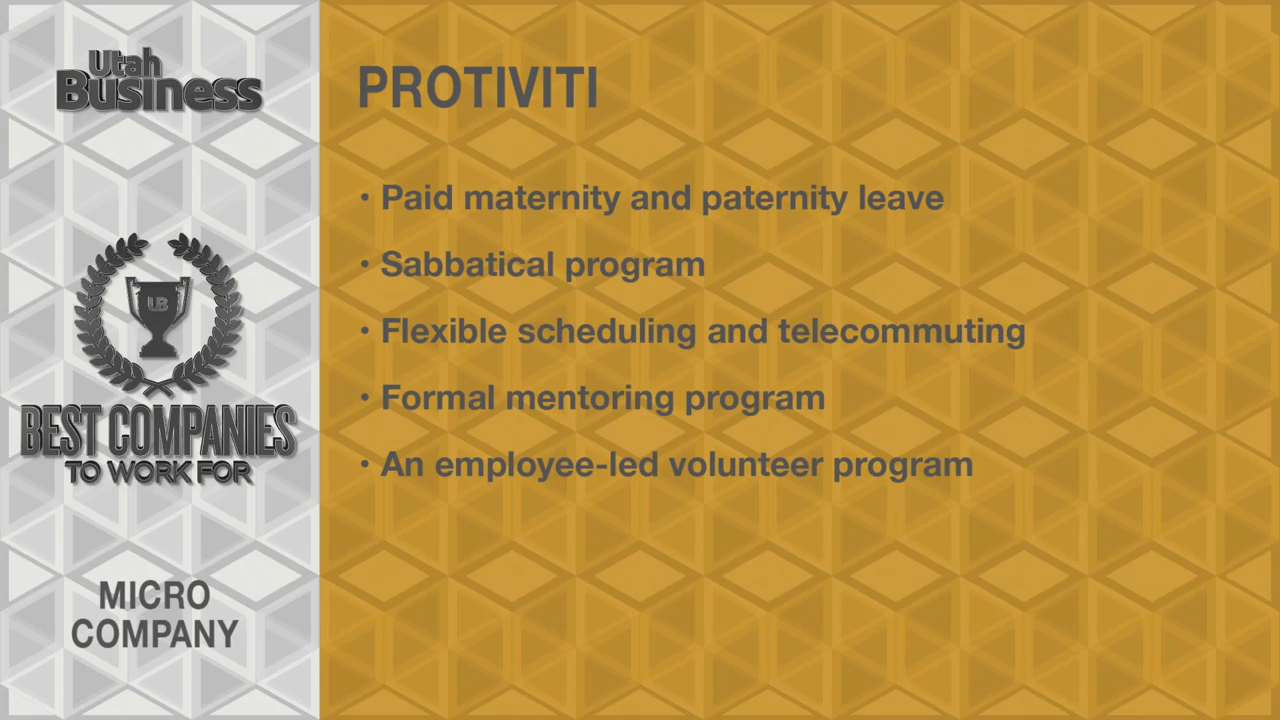 Utah
Business
UB
BEST COMPANIES
TO WORK FOR
MICRO
COMPANY
PROTIVITI
• Paid maternity and paternity leave
• Sabbatical program
• Flexible scheduling and telecommuting
• Formal mentoring program
• An employee-led volunteer program